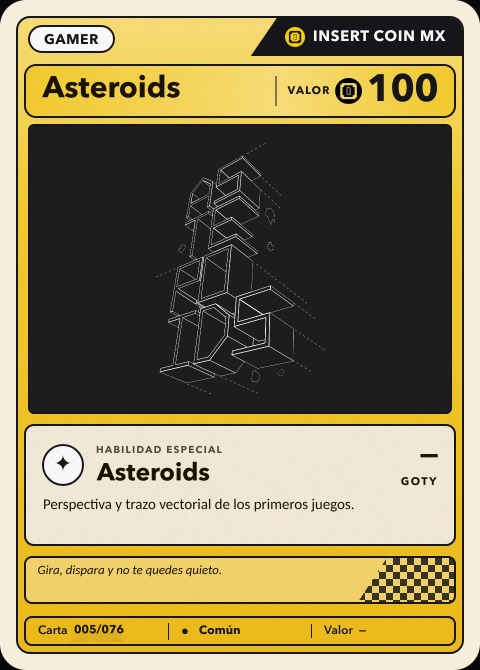 GAMER
INSERT COIN MX
Asteroids
VALOR 100
HABILIDAD ESPECIAL
Asteroids
—
GOTY
Perspectiva y trazo vectorial de los primeros juegos.
Gira, dispara y no te quedes quieto.
Carta 005/076 • Común Valor —